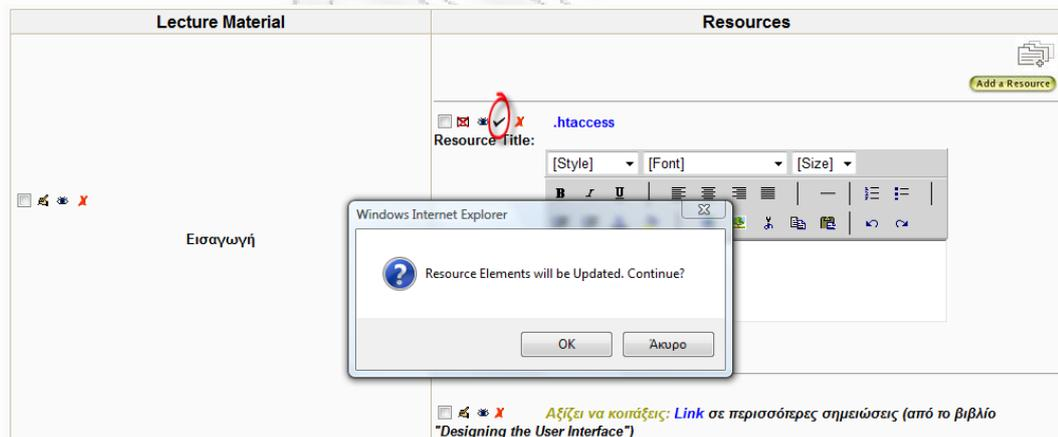 Lecture Material Resources
Add a Resource
.htaccess
Resource Title:
[Style] [Font] [Size]
B I U
Windows Internet Explorer
Εισαγωγή
Resource Elements will be Updated. Continue?
OK Άκυρο
Αξίζει να κοιτάξεις: Link σε περισσότερες σημειώσεις (από το βιβλίο
"Designing the User Interface")